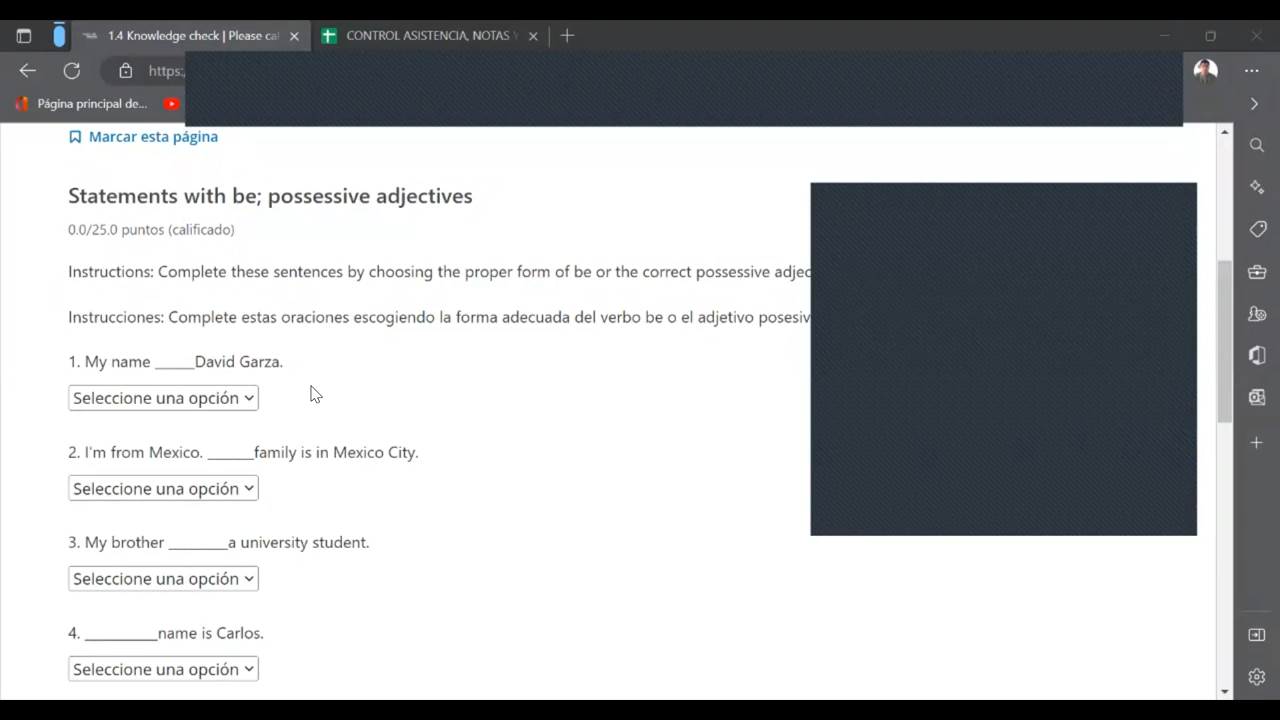 1.4 Knowledge check | Please ca
CONTROL ASISTENCIA, NOTAS Y
https:/
Página principal de...
Marcar esta página
Statements with be; possessive adjectives
0.0/25.0 puntos (calificado)
Instructions: Complete these sentences by choosing the proper form of be or the correct possessive adjec
Instrucciones: Complete estas oraciones escogiendo la forma adecuada del verbo be o el adjetivo posesiv
1. My name _____David Garza.
Seleccione una opción
2. I'm from Mexico. ______family is in Mexico City.
Seleccione una opción
3. My brother ________a university student.
Seleccione una opción
4. __________name is Carlos.
Seleccione una opción